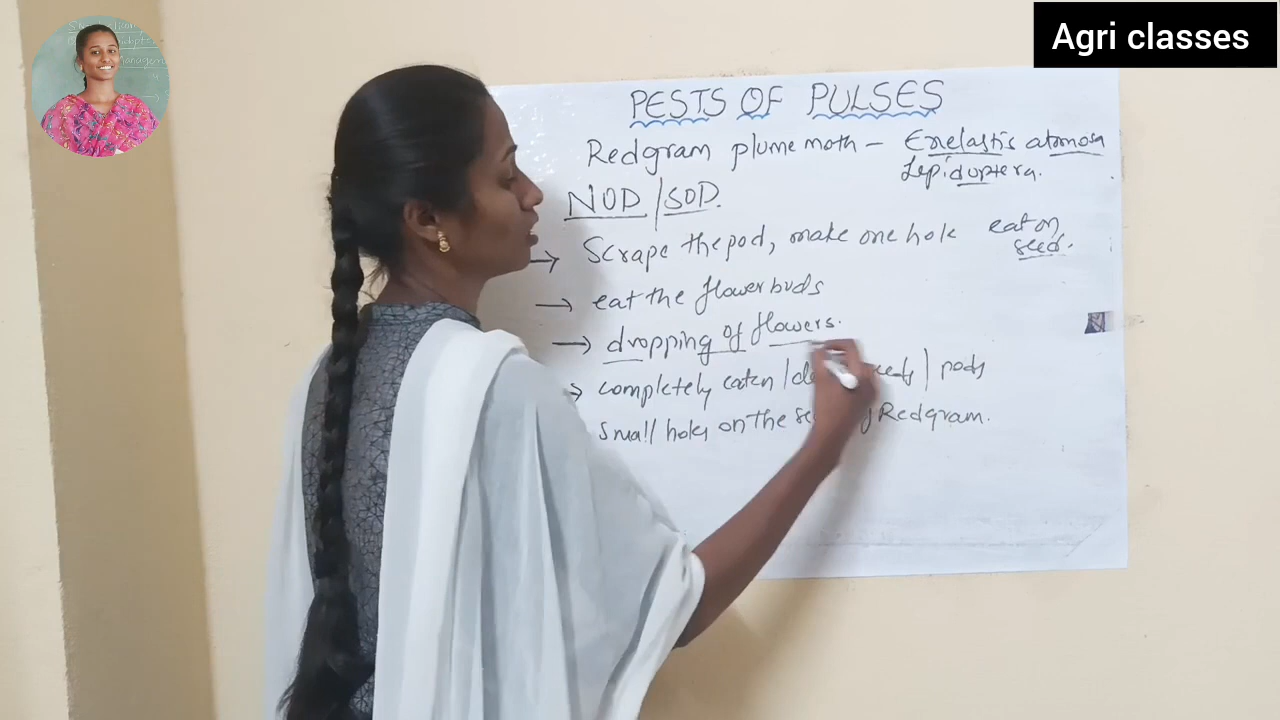 Agri classes
PESTS OF PULSES
Redgram plume moth - Exelastis atomosa
Lepidoptera.
NOD / SOD.
→ Scrape the pod, make one hole eat on seed.
→ eat the flower buds
→ dropping of flowers.
→ completely eaten / | pods
small holes on the Redgram.